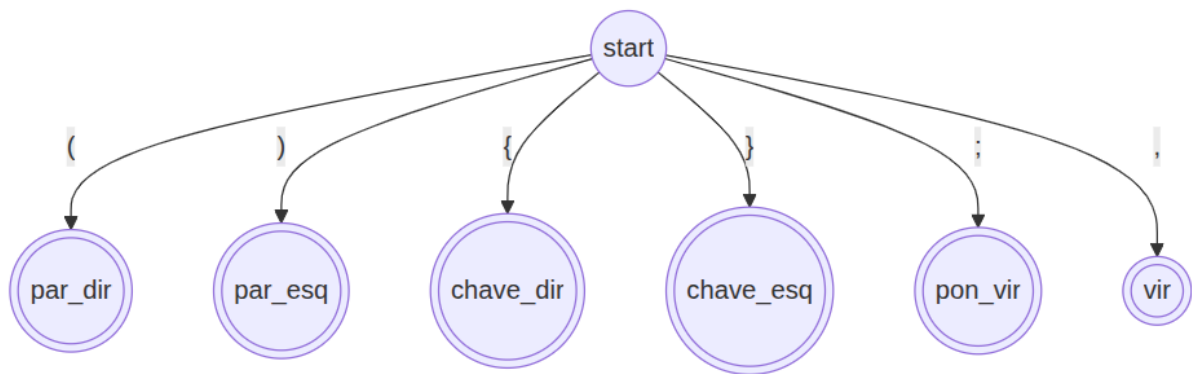 start
( ) { } ; ,
par_dir par_esq chave_dir chave_esq pon_vir vir